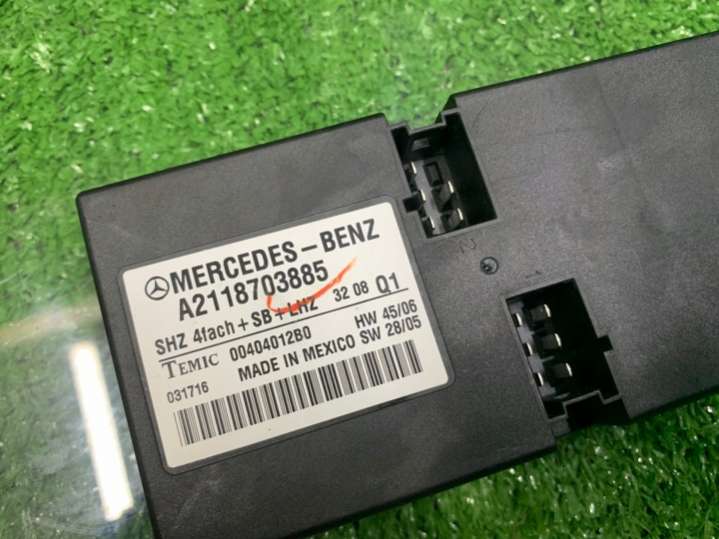 MERCEDES-BENZ
A2118703885
SHZ 4fach + SB + LHZ 32 08 Q1
TEMIC 00404012B0 HW 45/06
031716 MADE IN MEXICO SW 28/05